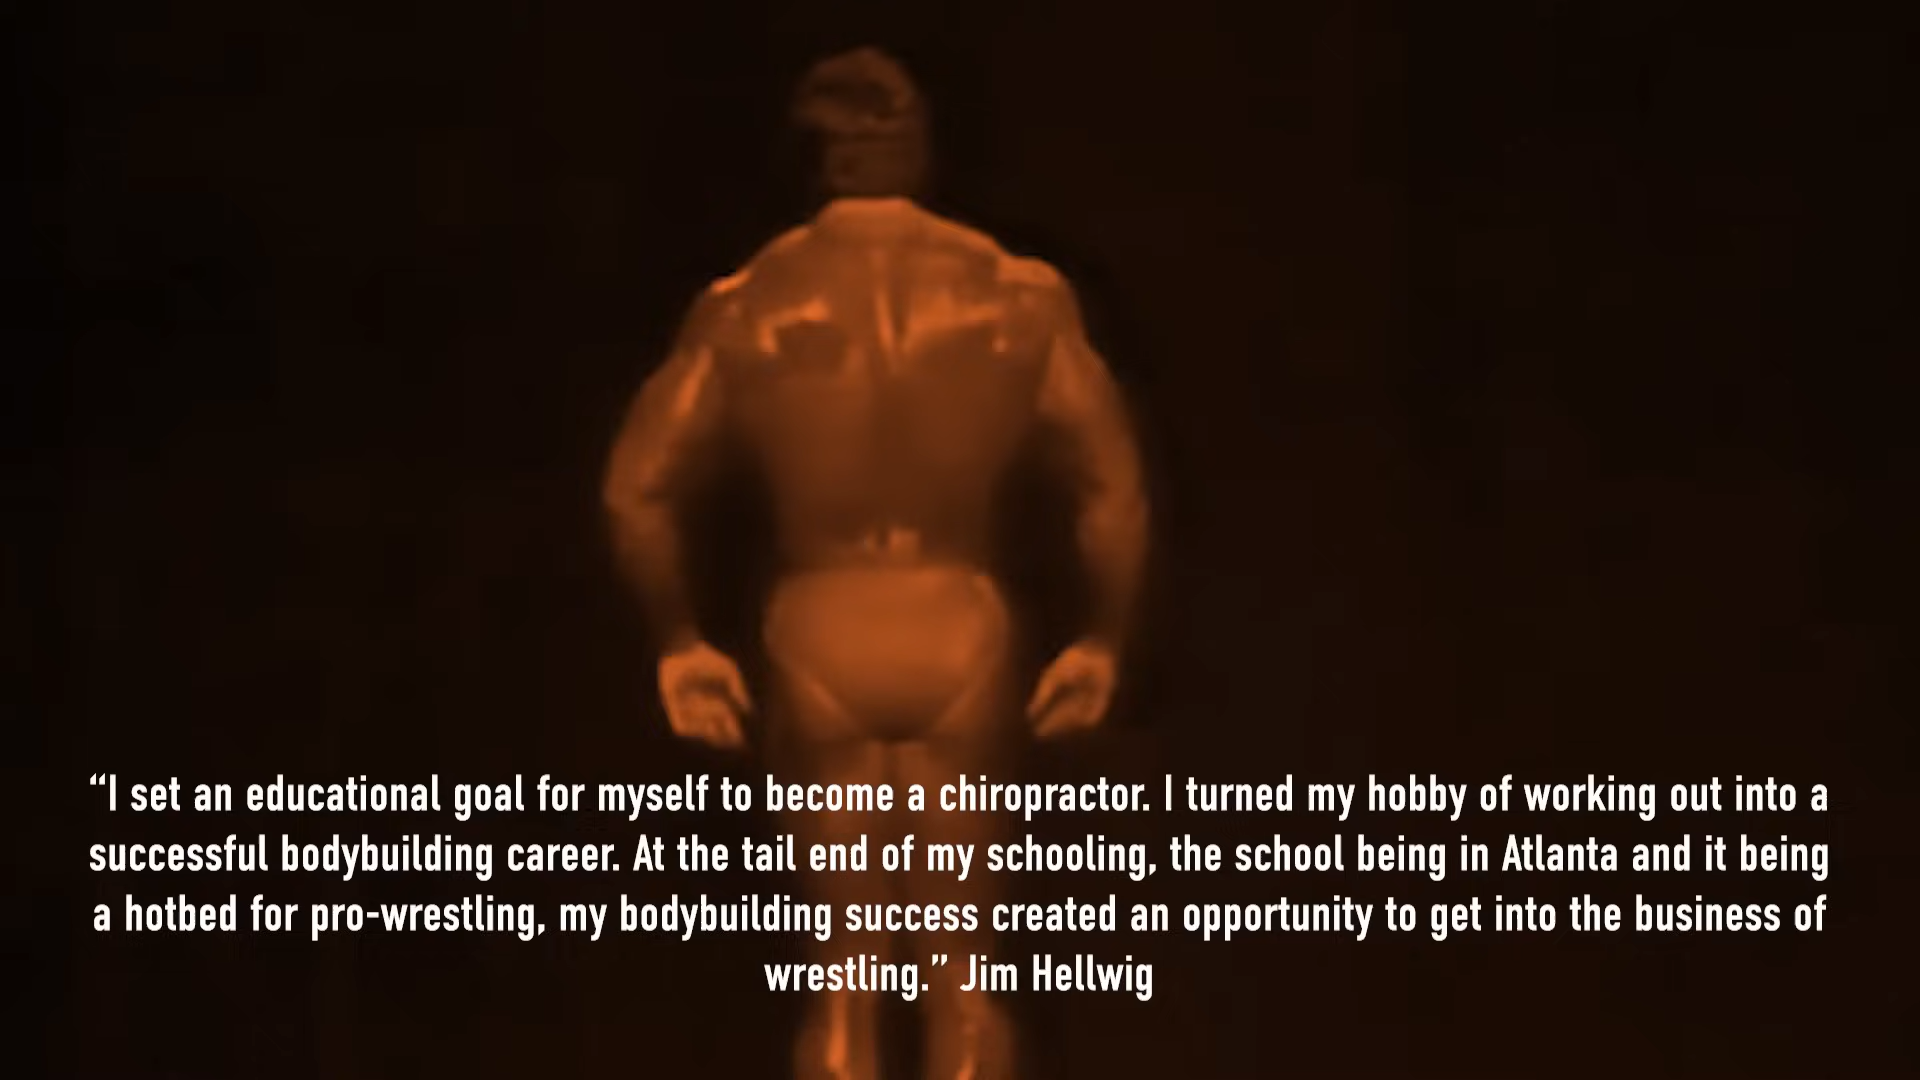 “I set an educational goal for myself to become a chiropractor. I turned my hobby of working out into a
successful bodybuilding career. At the tail end of my schooling, the school being in Atlanta and it being
a hotbed for pro-wrestling, my bodybuilding success created an opportunity to get into the business of
wrestling.” Jim Hellwig